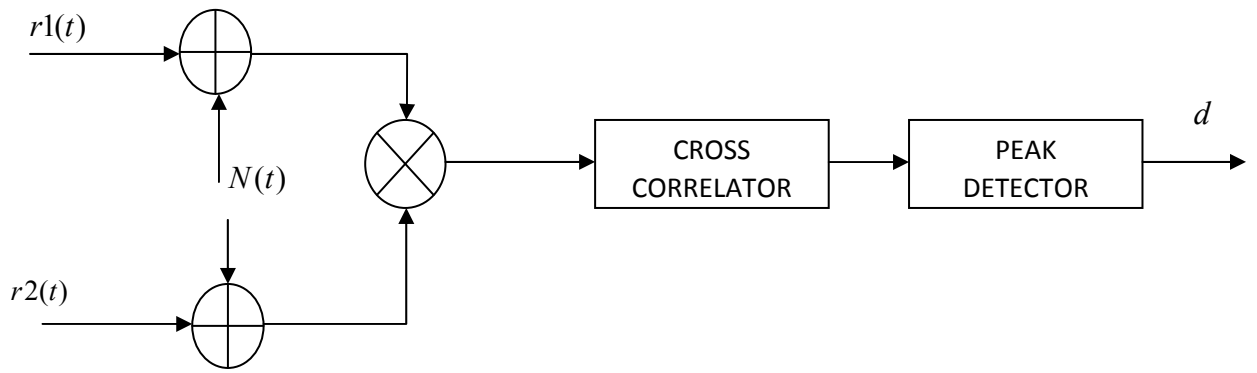 r1(t)
N(t)
r2(t)
CROSS
CORRELATOR
PEAK
DETECTOR
d